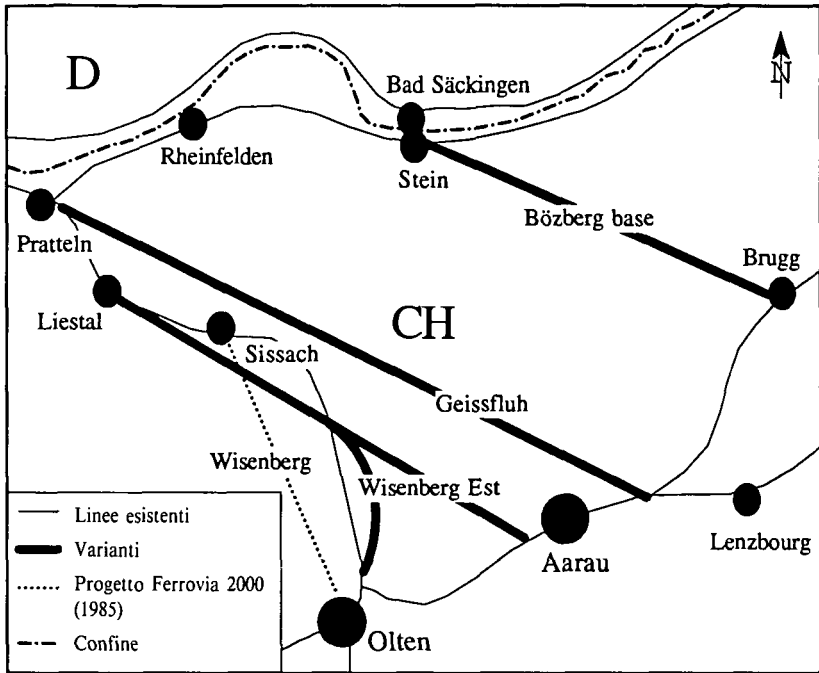 D
N
Bad Säckingen
Rheinfelden
Stein
Bözberg base
Pratteln
Brugg
Liestal
CH
Sissach
Geissfluh
Wisenberg
Wisenberg Est
Aarau
Lenzbourg
Olten
Linee esistenti
Varianti
Progetto Ferrovia 2000
(1985)
Confine